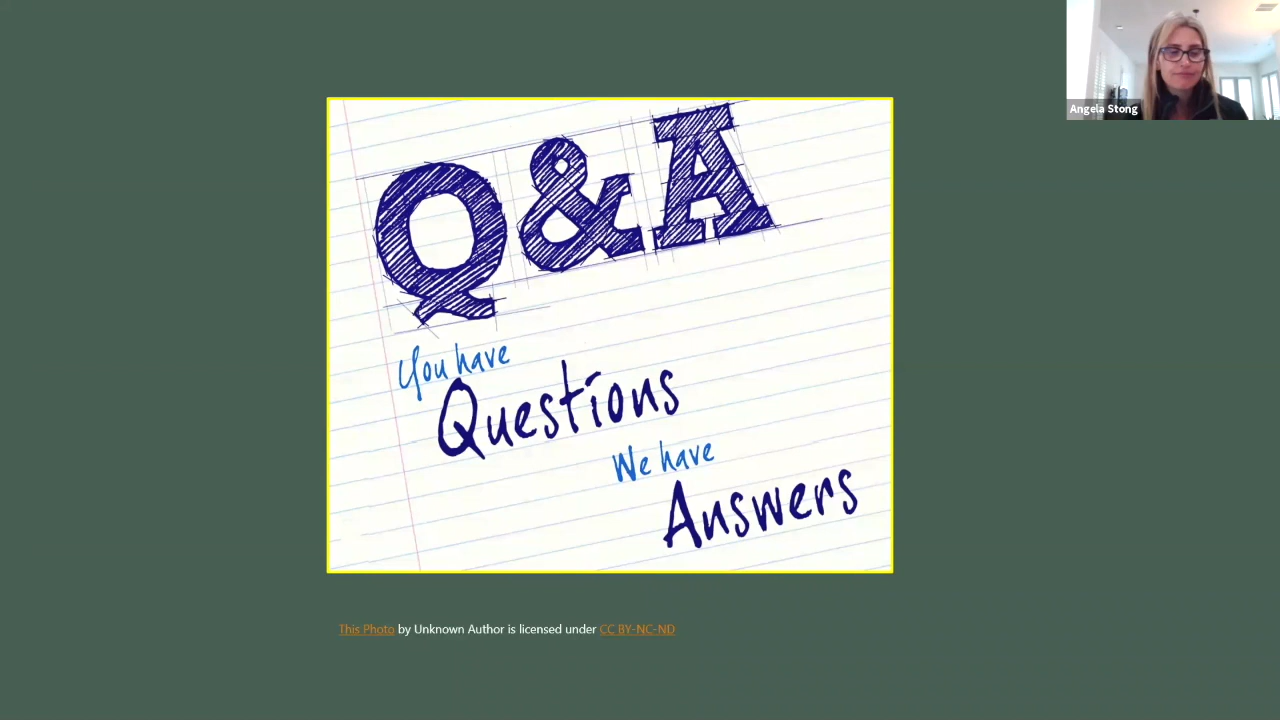 Angela Stong
Q&A
You have
Questions
We have
Answers
This Photo by Unknown Author is licensed under CC BY-NC-ND